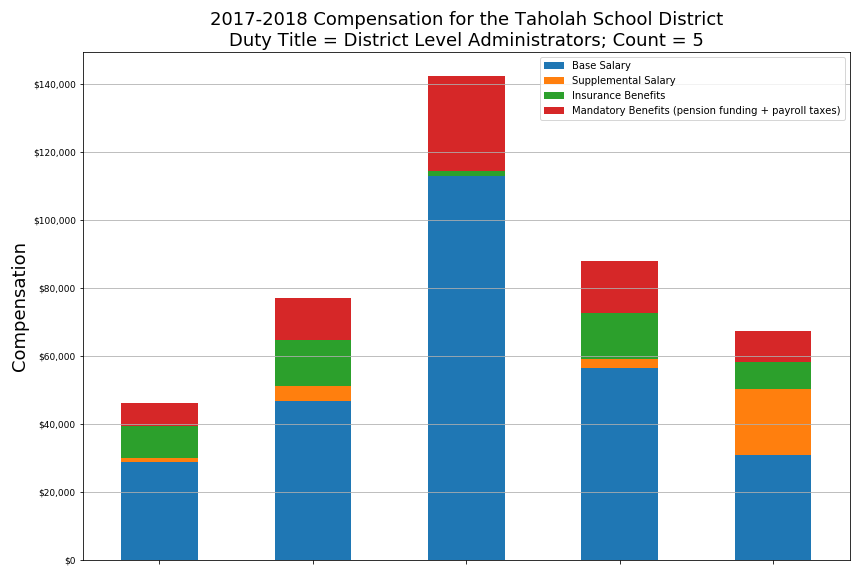 2017-2018 Compensation for the Taholah School District
Duty Title = District Level Administrators; Count = 5
Base Salary
Supplemental Salary
Insurance Benefits
Mandatory Benefits (pension funding + payroll taxes)
Compensation
$140,000
$120,000
$100,000
$80,000
$60,000
$40,000
$20,000
$0